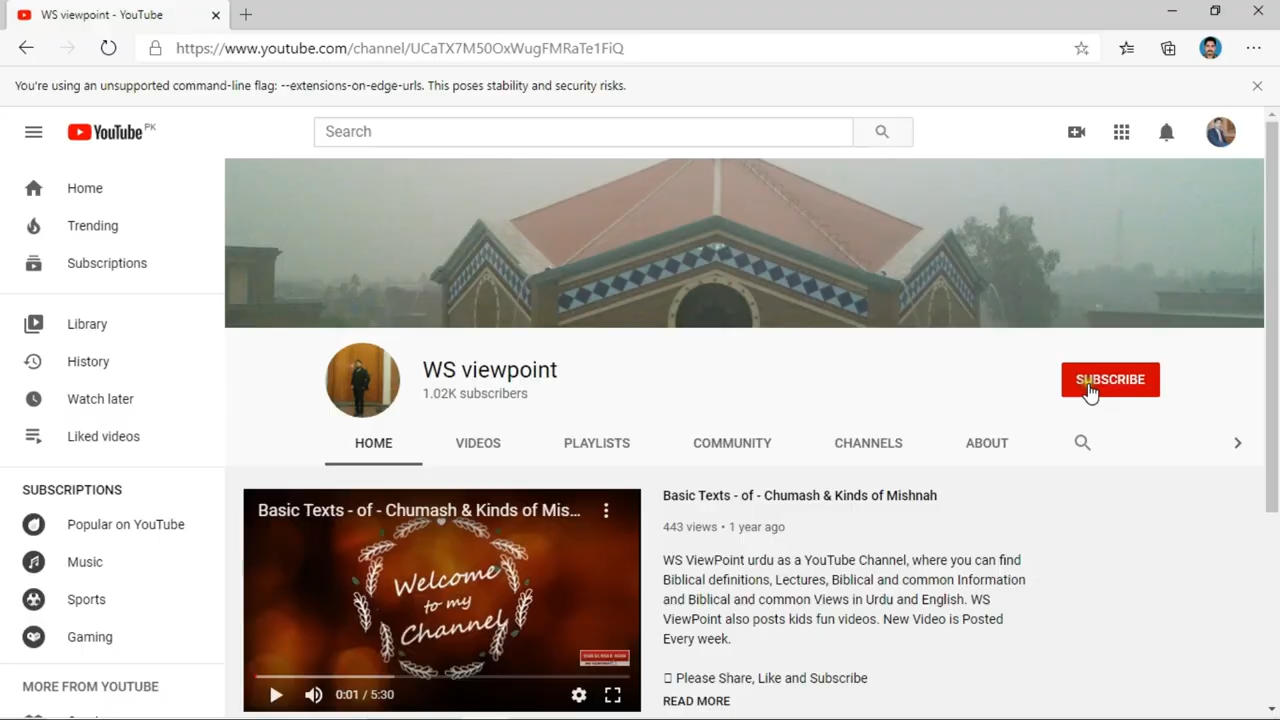 WS viewpoint - YouTube
https://www.youtube.com/channel/UCaTX7M50OxWugFMRaTe1FiQ
You're using an unsupported command-line flag: --extensions-on-edge-urls. This poses stability and security risks.
YouTube PK
Search
Home
Trending
Subscriptions
Library
History
Watch later
Liked videos
SUBSCRIPTIONS
Popular on YouTube
Music
Sports
Gaming
MORE FROM YOUTUBE
WS viewpoint
1.02K subscribers
SUBSCRIBE
HOME VIDEOS PLAYLISTS COMMUNITY CHANNELS ABOUT
Basic Texts - of - Chumash & Kinds of Mis...
Welcome
to my
Channel
0:01 / 5:30
Basic Texts - of - Chumash & Kinds of Mishnah
443 views • 1 year ago
WS ViewPoint urdu as a YouTube Channel, where you can find
Biblical definitions, Lectures, Biblical and common Information
and Biblical and common Views in Urdu and English. WS
ViewPoint also posts kids fun videos. New Video is Posted
Every week.
Please Share, Like and Subscribe
READ MORE